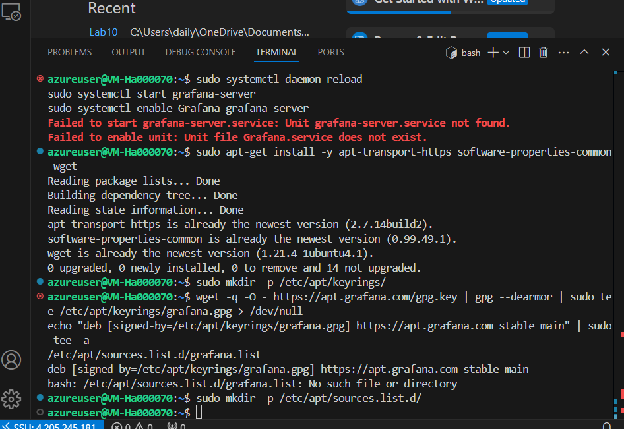 Recent
Get Started with W...
Updated
Lab10 C:\Users\daily\OneDrive\Documents...
PROBLEMS OUTPUT DEBUG CONSOLE TERMINAL PORTS
bash
azureuser@VM-Ha000070:~$ sudo systemctl daemon reload
sudo systemctl start grafana-server
sudo systemctl enable Grafana grafana server
Failed to start grafana-server.service: Unit grafana-server.service not found.
Failed to enable unit: Unit file Grafana.service does not exist.
azureuser@VM-Ha000070:~$ sudo apt-get install -y apt-transport-https software-properties-common
wget
Reading package lists... Done
Building dependency tree... Done
Reading state information... Done
apt transport https is already the newest version (2.7.14build2).
software-properties-common is already the newest version (0.99.49.1).
wget is already the newest version (1.21.4 1ubuntu4.1).
0 upgraded, 0 newly installed, 0 to remove and 14 not upgraded.
azureuser@VM-Ha000070:~$ sudo mkdir p /etc/apt/keyrings/
azureuser@VM-Ha000070:~$ wget -q -O - https://apt.grafana.com/gpg.key | gpg --dearmor | sudo te
e /etc/apt/keyrings/grafana.gpg > /dev/null
echo "deb [signed-by=/etc/apt/keyrings/grafana.gpg] https://apt.grafana.com stable main" | sudo
tee a
/etc/apt/sources.list.d/grafana.list
deb [signed by=/etc/apt/keyrings/grafana.gpg] https://apt.grafana.com stable main
bash: /etc/apt/sources.list.d/grafana.list: No such file or directory
azureuser@VM-Ha000070:~$ sudo mkdir p /etc/apt/sources.list.d/
azureuser@VM-Ha000070:~$
SSH: 4.205.245.181 0 0 0